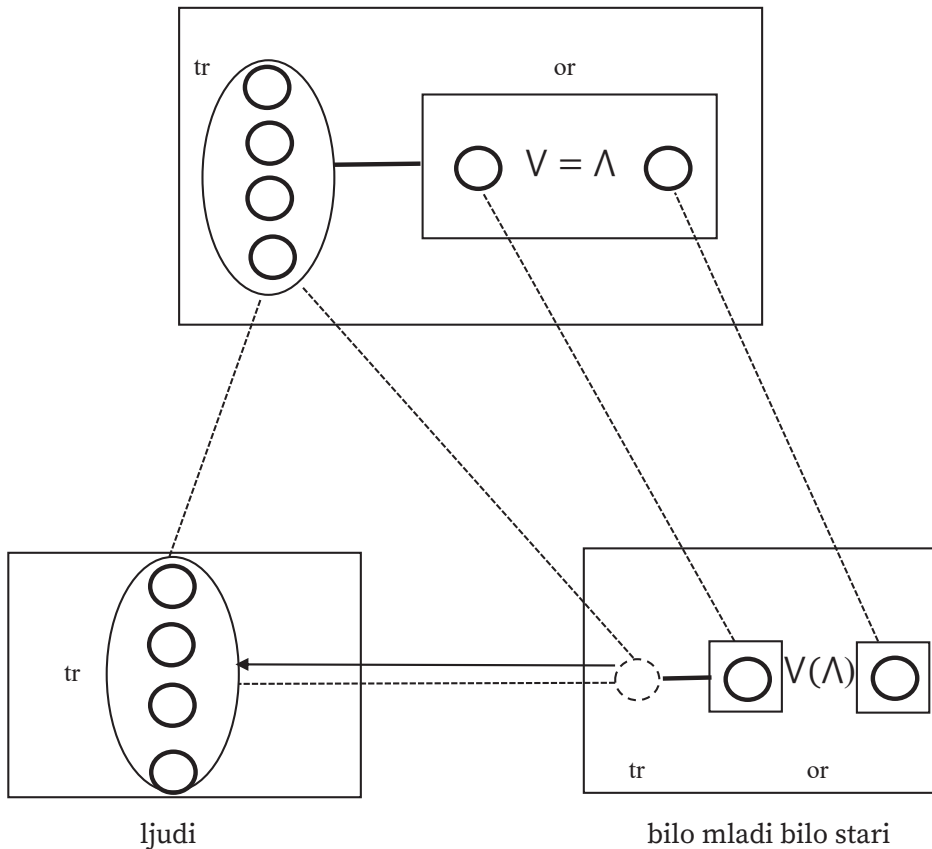 tr or
V = Λ
tr
V(Λ)
tr or
ljudi
bilo mladi bilo stari